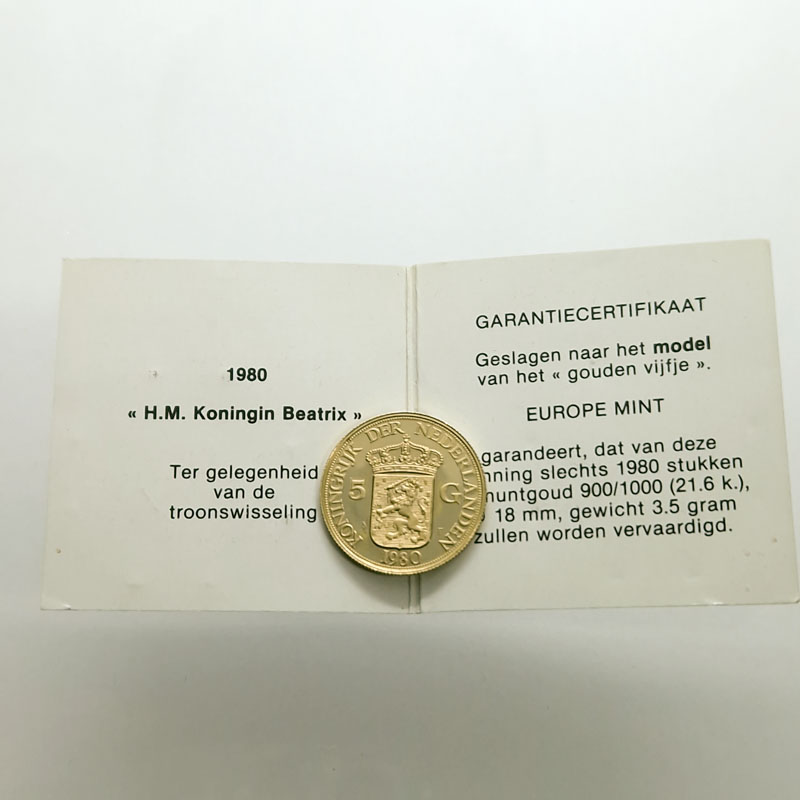 1980
« H.M. Koningin Beatrix »
Ter gelegenheid
van de
troonswisseling
GARANTIECERTIFIKAAT
Geslagen naar het model
van het « gouden vijfje ».
EUROPE MINT
garandeert, dat van deze
nning slechts 1980 stukken
muntgoud 900/1000 (21.6 k.),
18 mm, gewicht 3.5 gram
zullen worden vervaardigd.
KONINGRIJK DER NEDERLANDEN
5 G
1980